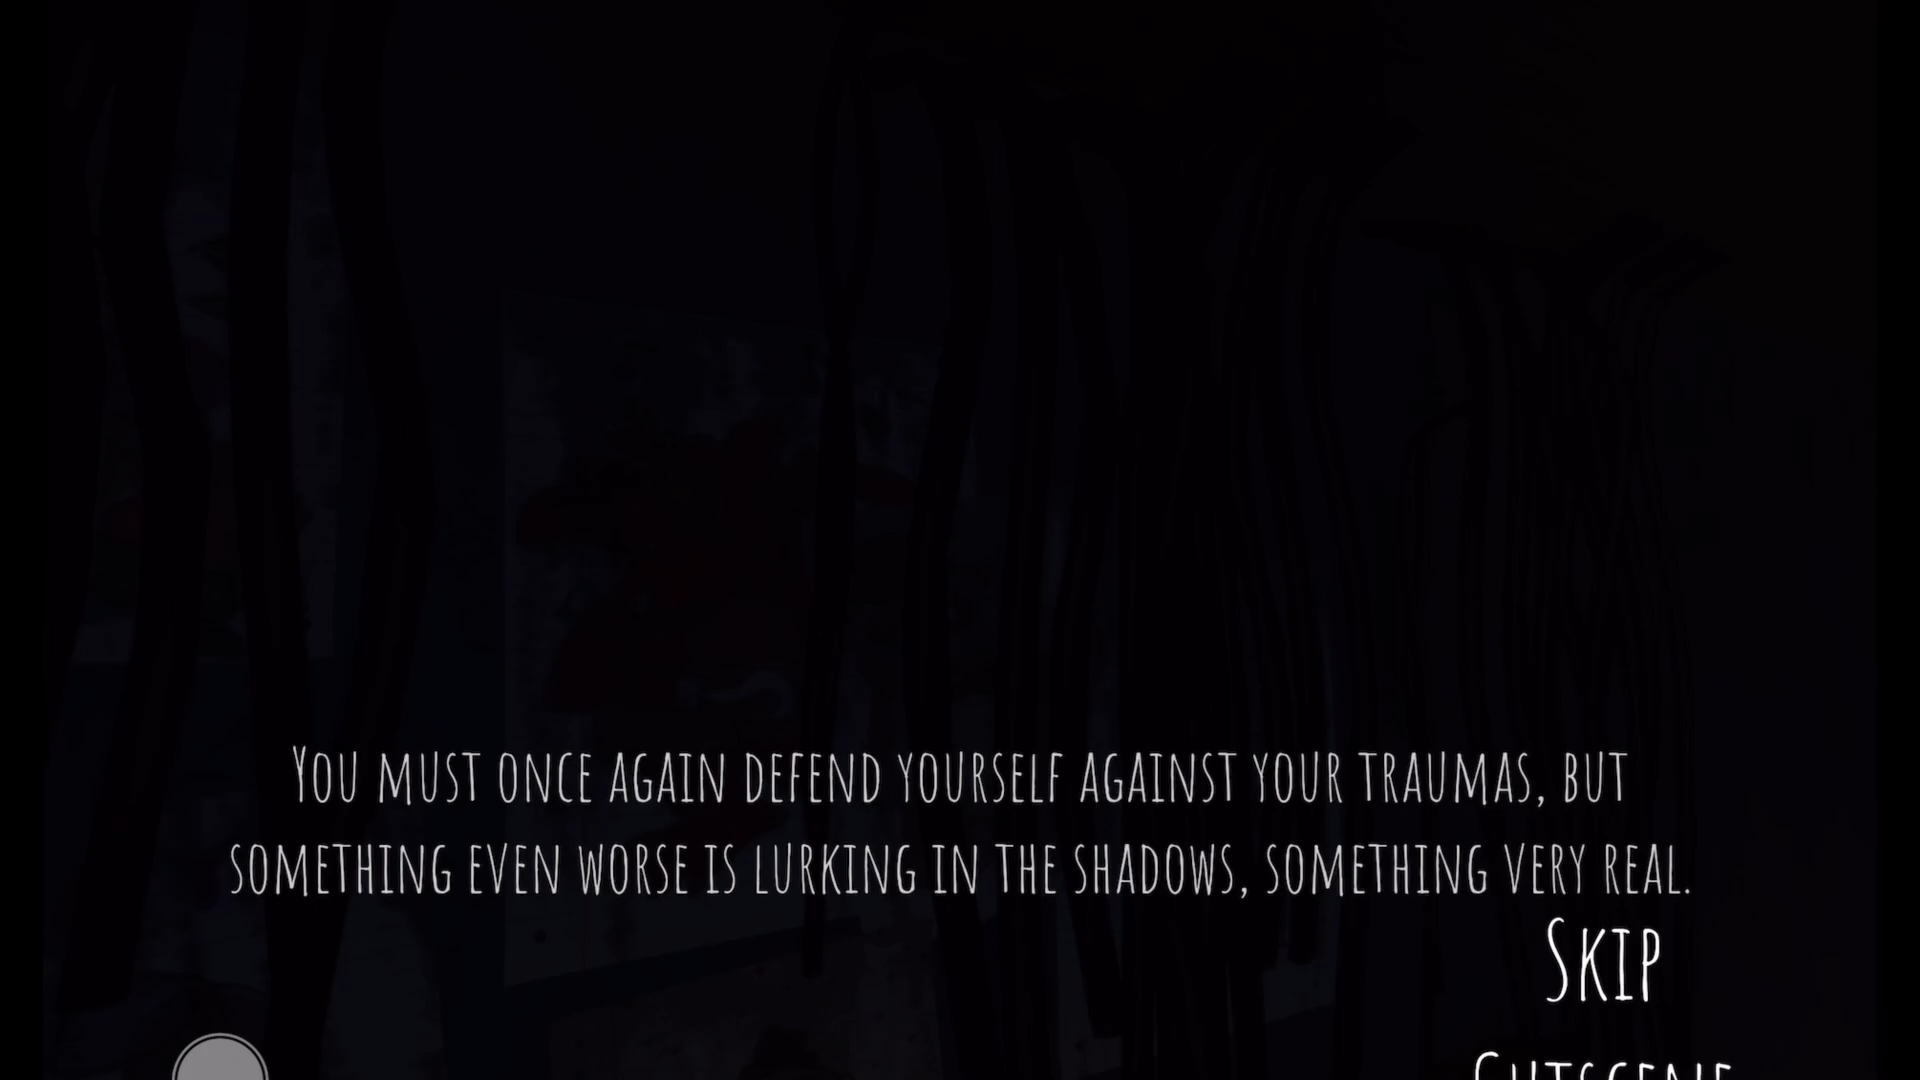 You must once again defend yourself against your traumas, but
something even worse is lurking in the shadows, something very real.
Skip
Cutscene